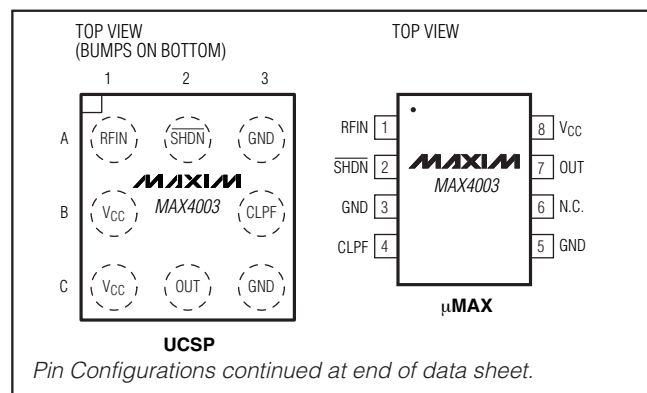 TOP VIEW
(BUMPS ON BOTTOM)
1 2 3
A RFIN SHDN GND
MAXIM
MAX4003
B VCC CLPF
C VCC OUT GND
UCSP
TOP VIEW
RFIN 1 8 VCC
SHDN 2 7 OUT
GND 3 6 N.C.
CLPF 4 5 GND
MAXIM
MAX4003
μMAX
Pin Configurations continued at end of data sheet.